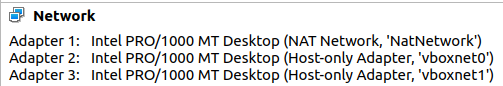 Network
Adapter 1: Intel PRO/1000 MT Desktop (NAT Network, 'NatNetwork')
Adapter 2: Intel PRO/1000 MT Desktop (Host-only Adapter, 'vboxnet0')
Adapter 3: Intel PRO/1000 MT Desktop (Host-only Adapter, 'vboxnet1')